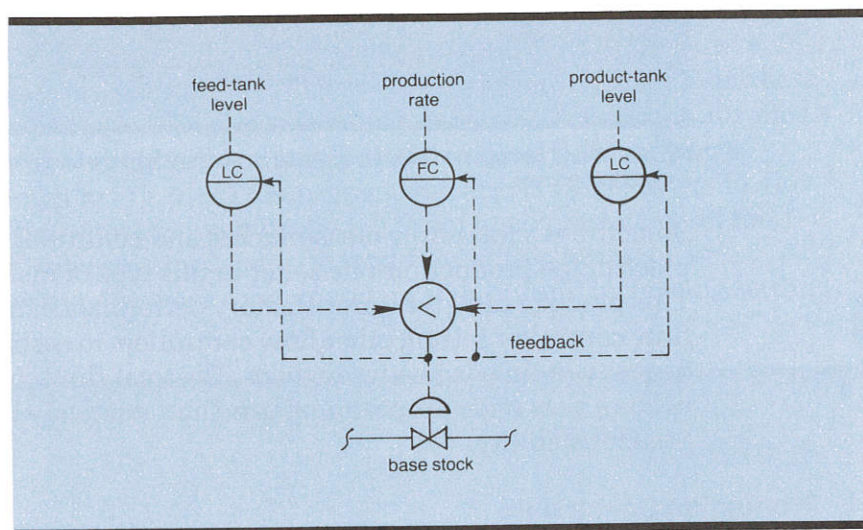 feed-tank
level
production
rate
product-tank
level
LC
FC
LC
<
feedback
base stock